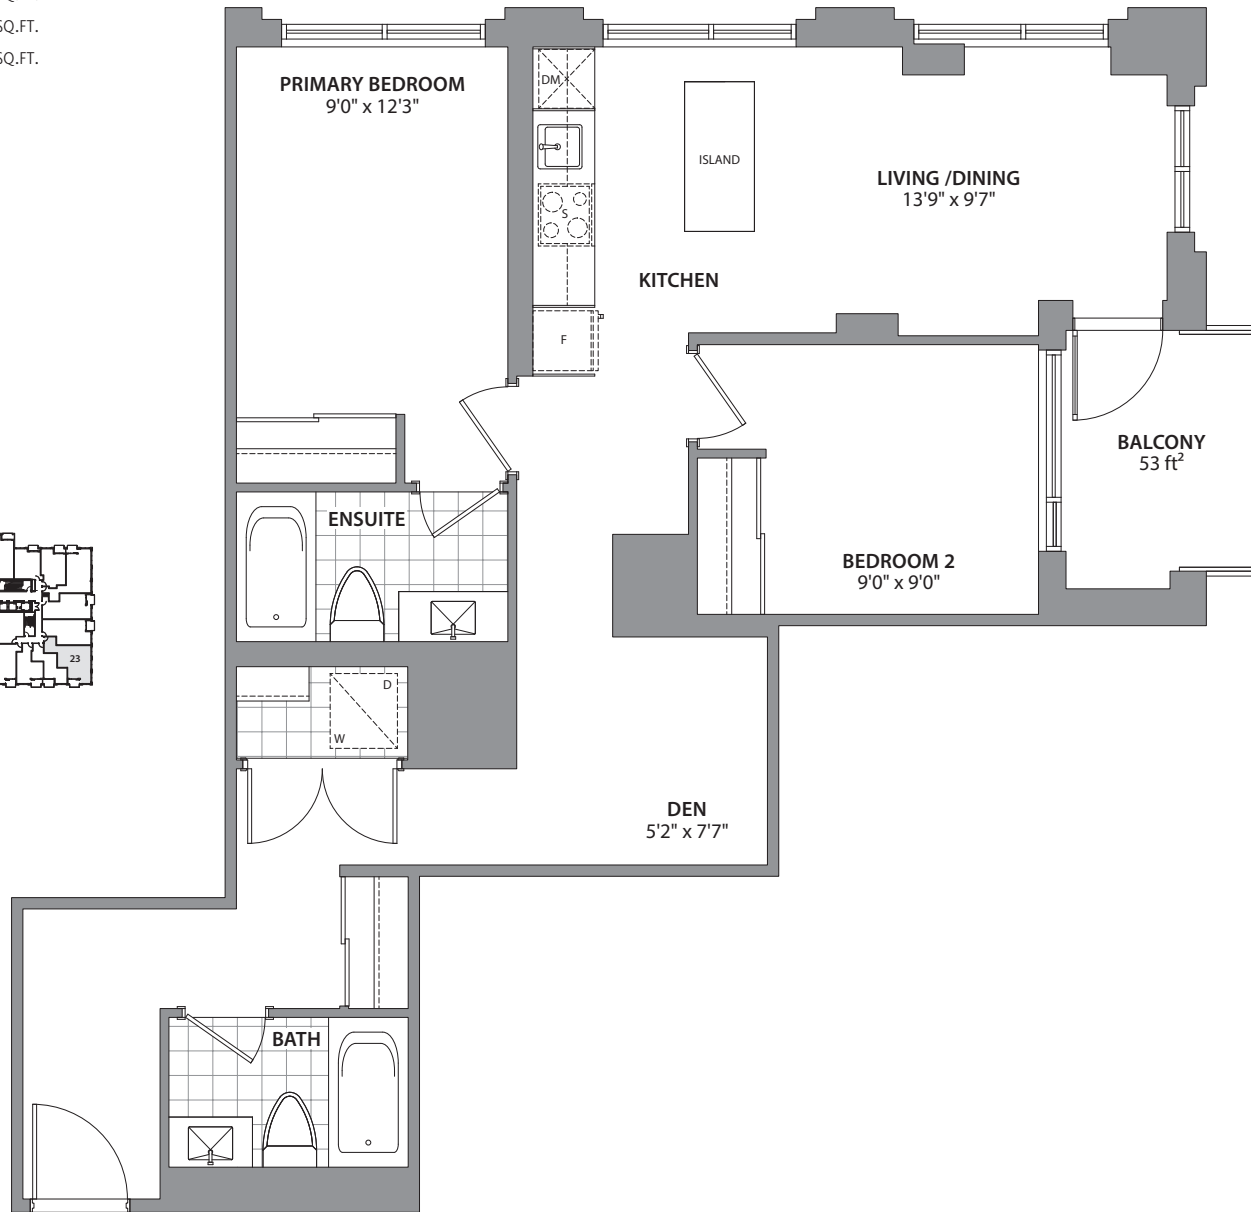 SQ.FT.
SQ.FT.
PRIMARY BEDROOM
9'0" x 12'3"
DM
ISLAND
S
LIVING /DINING
13'9" x 9'7"
KITCHEN
F
BALCONY
53 ft²
ENSUITE
BEDROOM 2
9'0" x 9'0"
23
D
W
DEN
5'2" x 7'7"
BATH